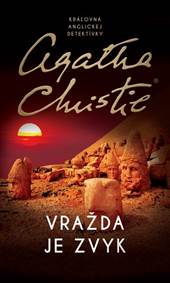 KRÁĽOVNÁ
ANGLICKEJ
DETEKTÍVKY
Agatha
Christie®
VRAŽDA
JE ZVYK